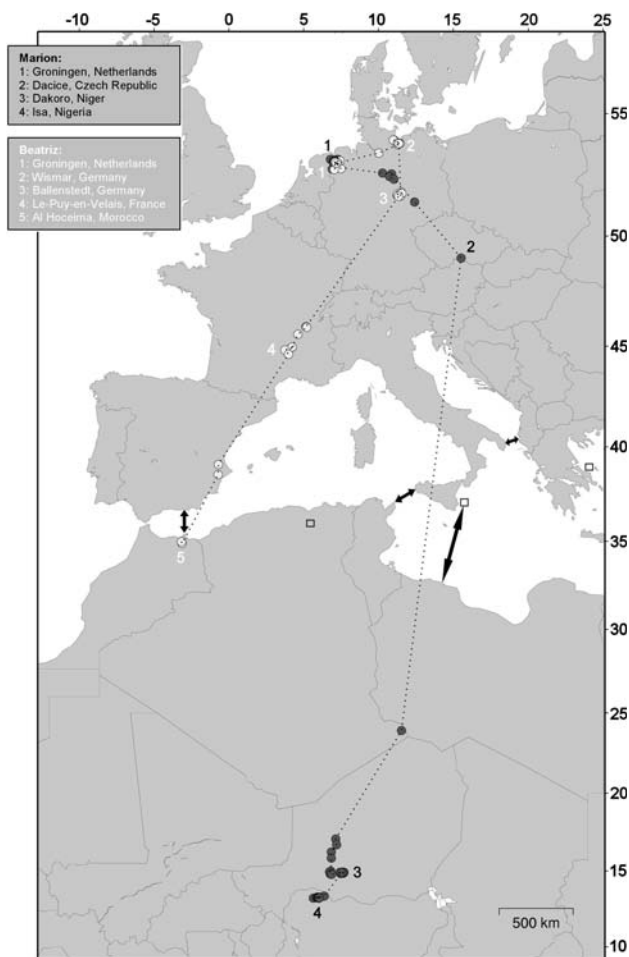 -10 -5 0 5 10 15 20 25
Marion:
1: Groningen, Netherlands
2: Dacice, Czech Republic
3: Dakoro, Niger
4: Isa, Nigeria
Beatriz:
1: Groningen, Netherlands
2: Wismar, Germany
3: Ballenstedt, Germany
4: Le-Puy-en-Velais, France
5: Al Hoceima, Morocco
55
1
2
1
3
50
2
45
4
40
35
5
30
25
20
15
3
4
500 km
10